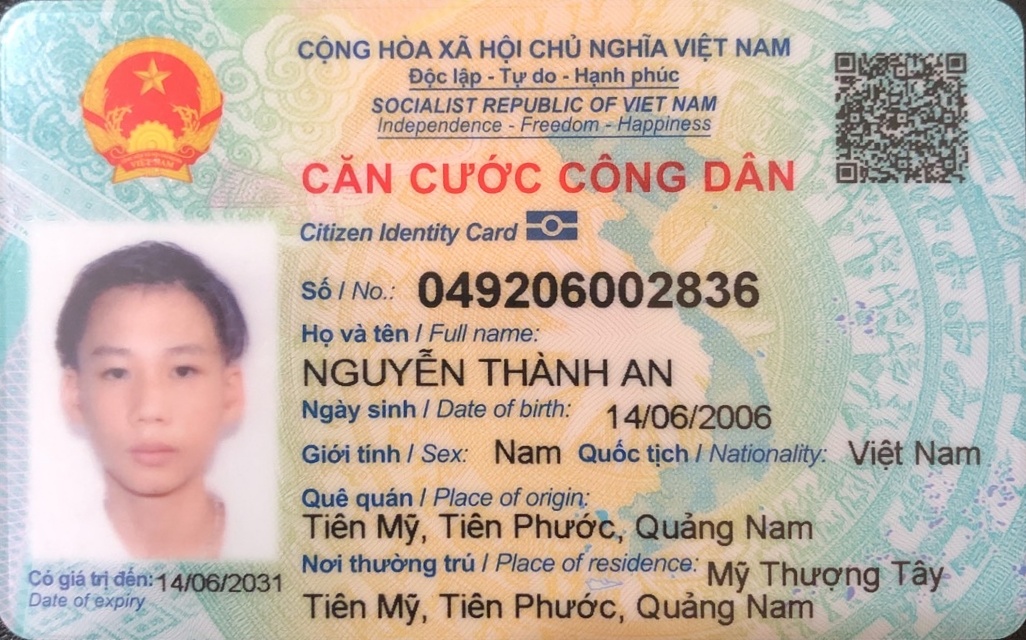 CỘNG HÒA XÃ HỘI CHỦ NGHĨA VIỆT NAM
Độc lập - Tự do - Hạnh phúc
SOCIALIST REPUBLIC OF VIET NAM
Independence - Freedom - Happiness
CĂN CƯỚC CÔNG DÂN
Citizen Identity Card
Số / No.: 049206002836
Họ và tên / Full name:
NGUYỄN THÀNH AN
Ngày sinh / Date of birth: 14/06/2006
Giới tính / Sex: Nam Quốc tịch / Nationality: Việt Nam
Quê quán / Place of origin:
Tiên Mỹ, Tiên Phước, Quảng Nam
Nơi thường trú / Place of residence: Mỹ Thượng Tây
Tiên Mỹ, Tiên Phước, Quảng Nam
Có giá trị đến: 14/06/2031
Date of expiry